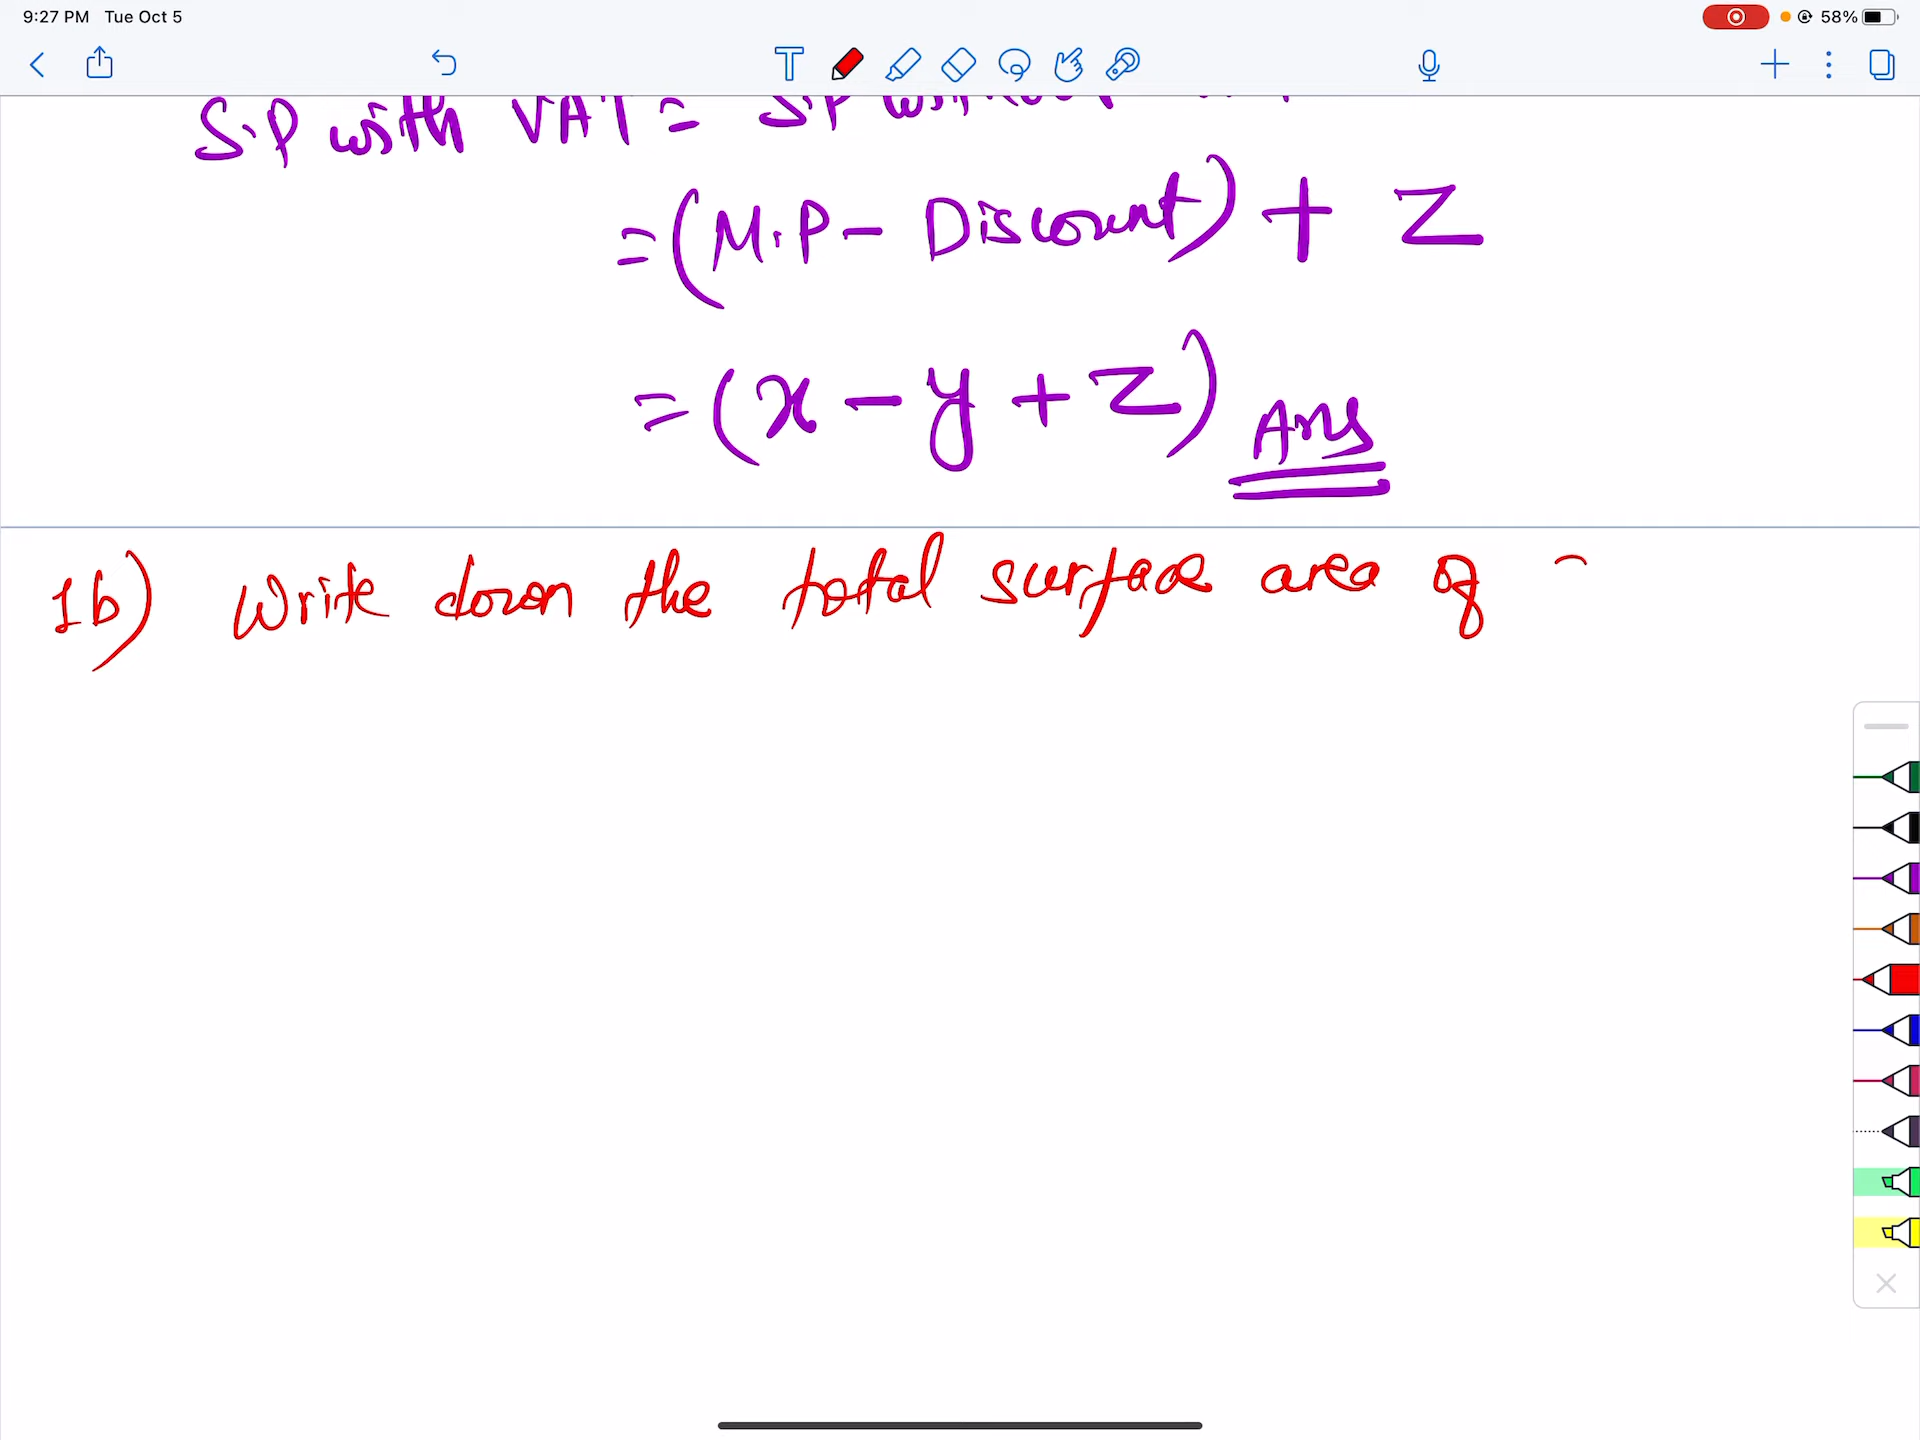 9:27 PM Tue Oct 5
58%
T
S.P with VAT = S.P
= (M.P - Discount) + Z
= (x - y + z) Ans
1b) Write down the total surface area of